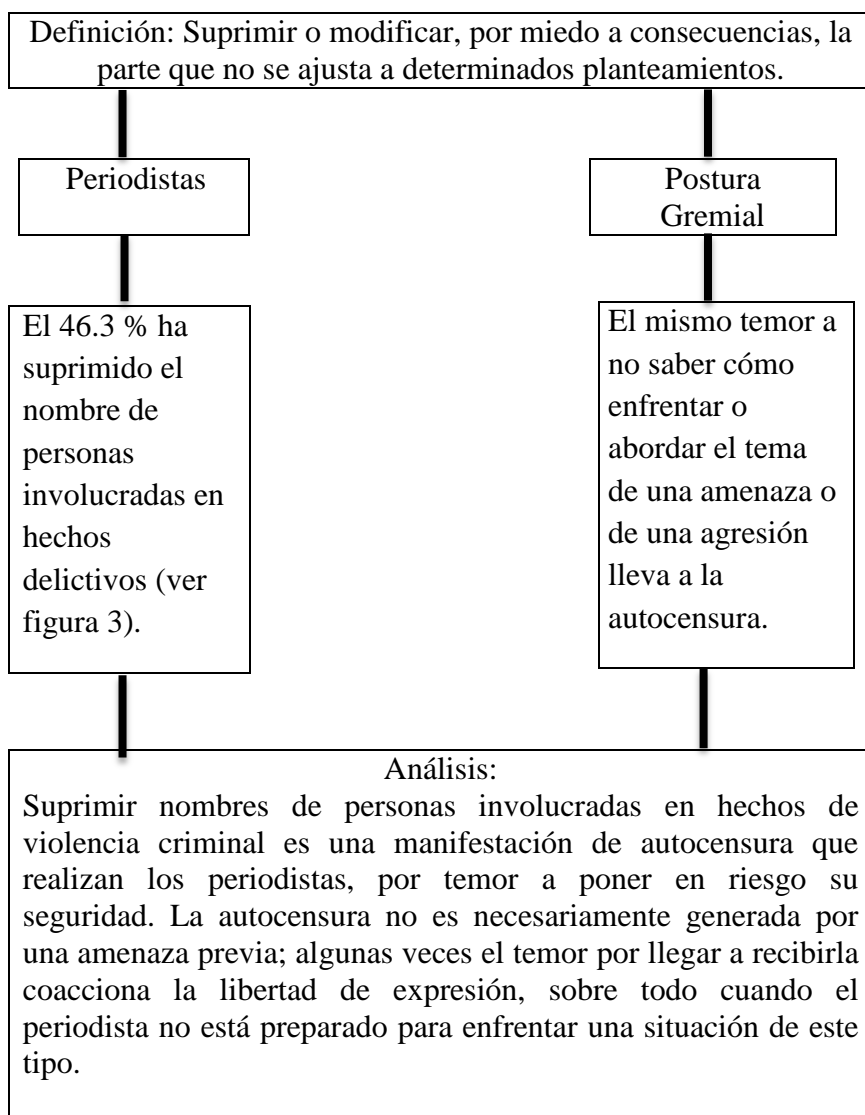 Definición: Suprimir o modificar, por miedo a consecuencias, la
parte que no se ajusta a determinados planteamientos.
Periodistas
Postura
Gremial
El 46.3 % ha
suprimido el
nombre de
personas
involucradas en
hechos
delictivos (ver
figura 3).
El mismo temor a
no saber cómo
enfrentar o
abordar el tema
de una amenaza o
de una agresión
lleva a la
autocensura.
Análisis:
Suprimir nombres de personas involucradas en hechos de
violencia criminal es una manifestación de autocensura que
realizan los periodistas, por temor a poner en riesgo su
seguridad. La autocensura no es necesariamente generada por
una amenaza previa; algunas veces el temor por llegar a recibirla
coacciona la libertad de expresión, sobre todo cuando el
periodista no está preparado para enfrentar una situación de este
tipo.